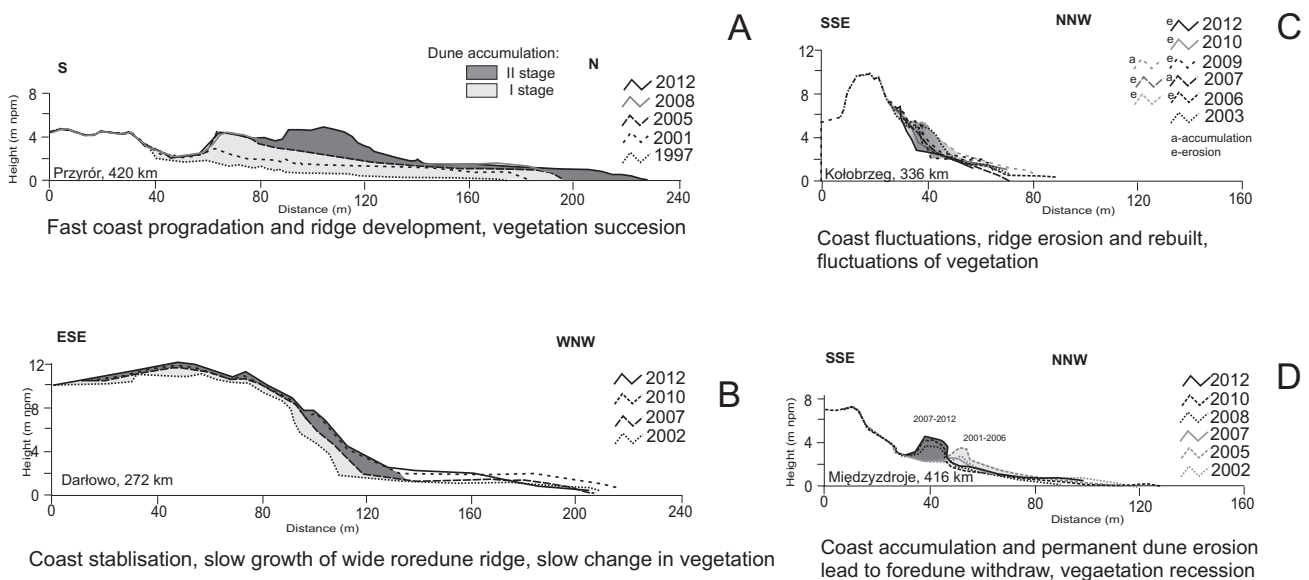 A
Dune accumulation:
II stage
I stage
S
N
2012
2008
2005
2001
1997
Height (m npm)
8
4
0
Przyrór, 420 km
0 40 80 120 160 200 240
Distance (m)
Fast coast progradation and ridge development, vegetation succesion
C
SSE
NNW
e 2012
e 2010
a e 2009
e a 2007
e e 2006
2003
a-accumulation
e-erosion
Height (m npm)
12
8
4
0
Kołobrzeg, 336 km
0 40 80 120 160
Distance (m)
Coast fluctuations, ridge erosion and rebuilt,
fluctuations of vegetation
B
ESE
WNW
2012
2010
2007
2002
Height (m npm)
12
8
4
0
Darłowo, 272 km
0 40 80 120 160 200 240
Distance (m)
Coast stablisation, slow growth of wide roredune ridge, slow change in vegetation
D
SSE
NNW
2012
2010
2008
2007
2005
2002
2007-2012
2001-2006
Height (m npm)
8
4
0
Międzyzdroje, 416 km
0 40 80 120 160
Distance (m)
Coast accumulation and permanent dune erosion
lead to foredune withdraw, vegaetation recession